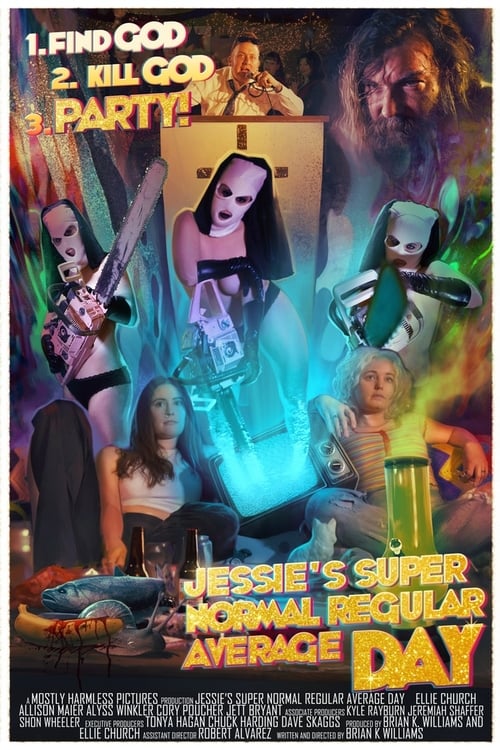 1. FIND GOD
2. KILL GOD
3. PARTY!
JESSIE'S SUPER
NORMAL REGULAR
AVERAGE DAY
A MOSTLY HARMLESS PICTURES PRODUCTION JESSIE'S SUPER NORMAL REGULAR AVERAGE DAY ELLIE CHURCH
ALLISON MAIER ALYSS WINKLER CORY POUCHER JETT BRYANT ASSOCIATE PRODUCERS KYLE RAYBURN JEREMIAH SHAFFER
SHON WHEELER EXECUTIVE PRODUCERS TONYA HAGAN CHUCK HARDING DAVE SKAGGS PRODUCED BY BRIAN K. WILLIAMS AND
ELLIE CHURCH ASSISTANT DIRECTOR ROBERT ALVAREZ WRITTEN AND DIRECTED BY BRIAN K WILLIAMS